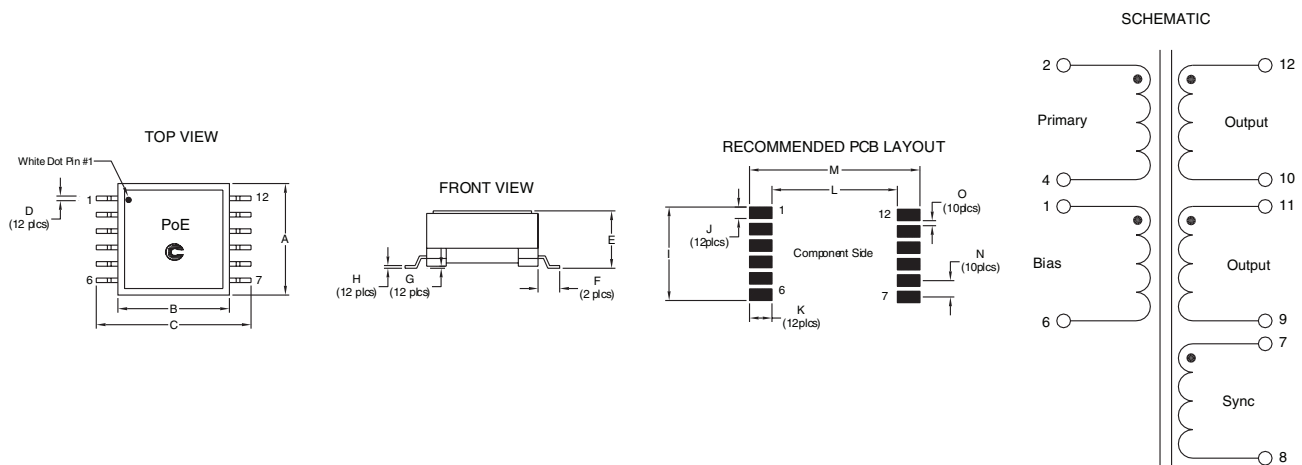 TOP VIEW
White Dot Pin #1
D
(12 plcs)
1
12
PoE
A
6
7
B
C
FRONT VIEW
E
H
(12 plcs)
G
(12 plcs)
F
(2 plcs)
RECOMMENDED PCB LAYOUT
M
L
O
(10plcs)
1
12
J
(12plcs)
I
Component Side
N
(10plcs)
6
7
K
(12plcs)
SCHEMATIC
2
12
Primary
Output
4
10
1
11
Bias
Output
6
9
7
Sync
8